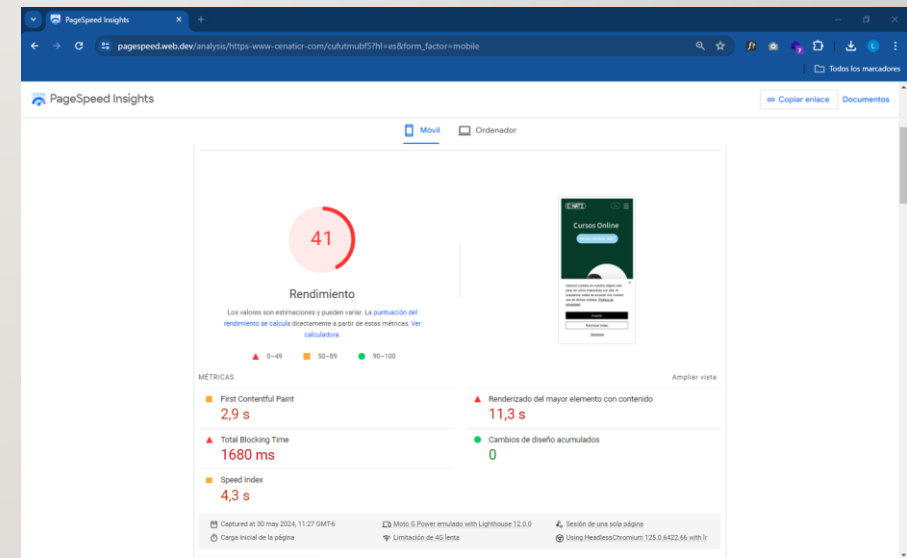 PageSpeed Insights
pagespeed.web.dev/analysis/https-www-cenaticr-com/cufutmubf5?hl=es&form_factor=mobile
Todos los marcadores
PageSpeed Insights
Copiar enlace
Documentos
Móvil
Ordenador
41
Rendimiento
Los valores son estimaciones y pueden variar. La puntuación del
rendimiento se calcula directamente a partir de estas métricas. Ver
calculadora.
0–49
50–89
90–100
Cursos Online
MÉTRICAS
Ampliar vista
First Contentful Paint
2,9 s
Renderizado del mayor elemento con contenido
11,3 s
Total Blocking Time
1680 ms
Cambios de diseño acumulados
0
Speed Index
4,3 s
Captured at 30 may 2024, 11:27 GMT-6
Moto G Power emulado with Lighthouse 12.0.0
Sesión de una sola página
Carga inicial de la página
Limitación de 4G lenta
Using HeadlessChromium 125.0.6422.66 with lr